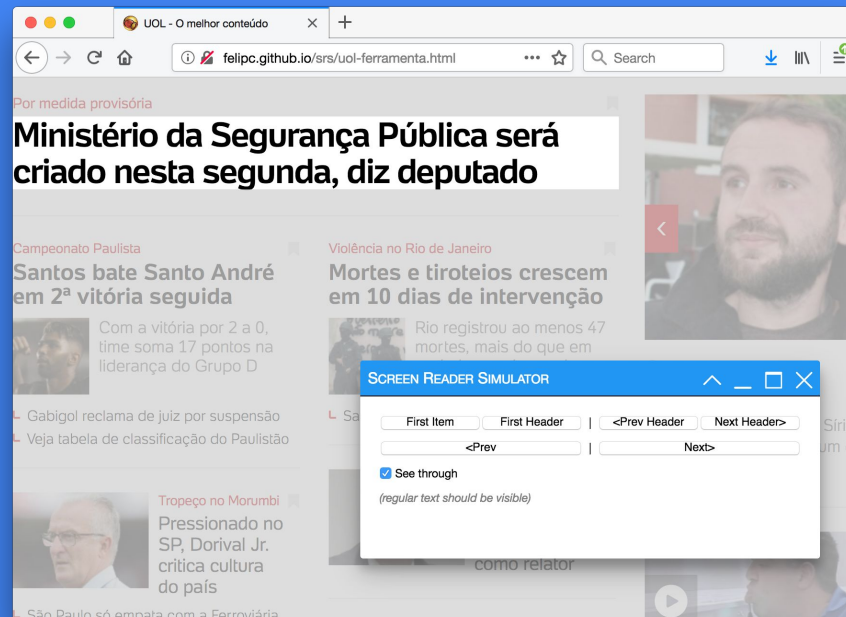 UOL - O melhor conteúdo
felipc.github.io/srs/uol-ferramenta.html
Search
Por medida provisória
Ministério da Segurança Pública será
criado nesta segunda, diz deputado
Campeonato Paulista
Santos bate Santo André
em 2ª vitória seguida
Com a vitória por 2 a 0,
time soma 17 pontos na
liderança do Grupo D
Gabigol reclama de juiz por suspensão
Veja tabela de classificação do Paulistão
Violência no Rio de Janeiro
Mortes e tiroteios crescem
em 10 dias de intervenção
Rio registrou ao menos 47
mortes, mais do que em
Sa
Tropeço no Morumbi
Pressionado no
SP, Dorival Jr.
critica cultura
do país
São Paulo só empata com a Ferroviária
como relator
Síri
um
SCREEN READER SIMULATOR
First Item First Header | <Prev Header Next Header>
<Prev | Next>
See through
(regular text should be visible)